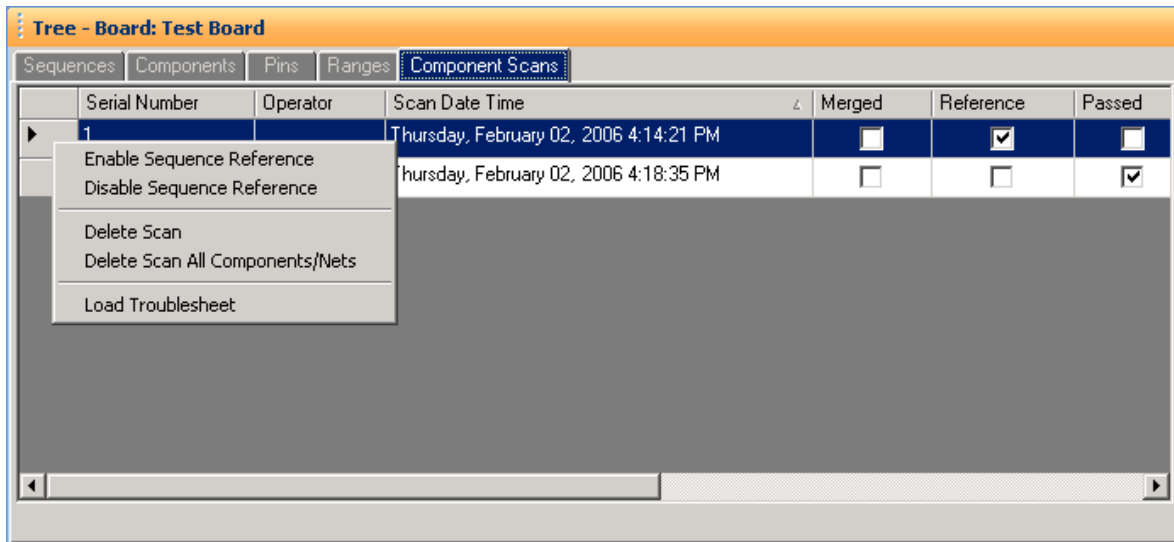 Tree - Board: Test Board
Sequences Components Pins Ranges Component Scans
Serial Number Operator Scan Date Time Merged Reference Passed
1 Thursday, February 02, 2006 4:14:21 PM
Enable Sequence Reference
Thursday, February 02, 2006 4:18:35 PM
Disable Sequence Reference
Delete Scan
Delete Scan All Components/Nets
Load Troublesheet